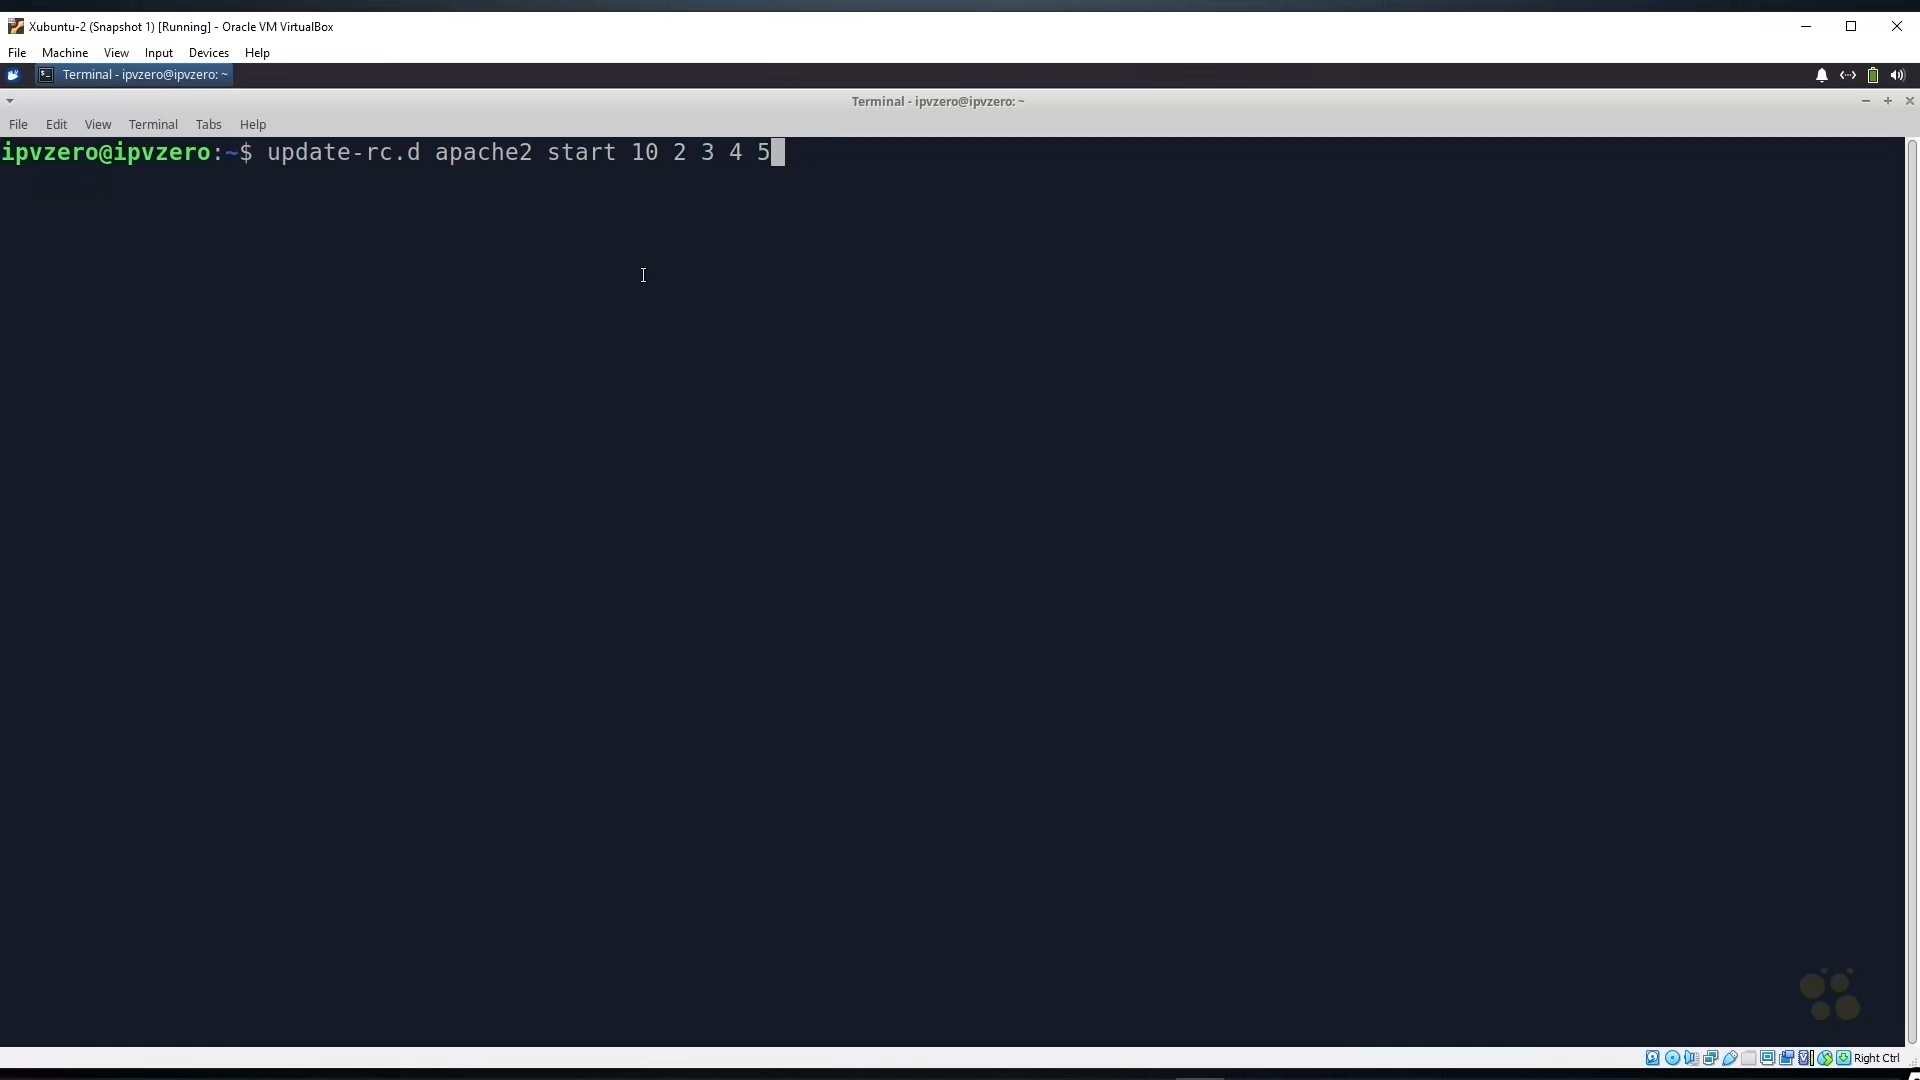 Xubuntu-2 (Snapshot 1) [Running] - Oracle VM VirtualBox
File Machine View Input Devices Help
Terminal - ipvzero@ipvzero: ~
Terminal - ipvzero@ipvzero: ~
File Edit View Terminal Tabs Help
ipvzero@ipvzero:~$ update-rc.d apache2 start 10 2 3 4 5
Right Ctrl